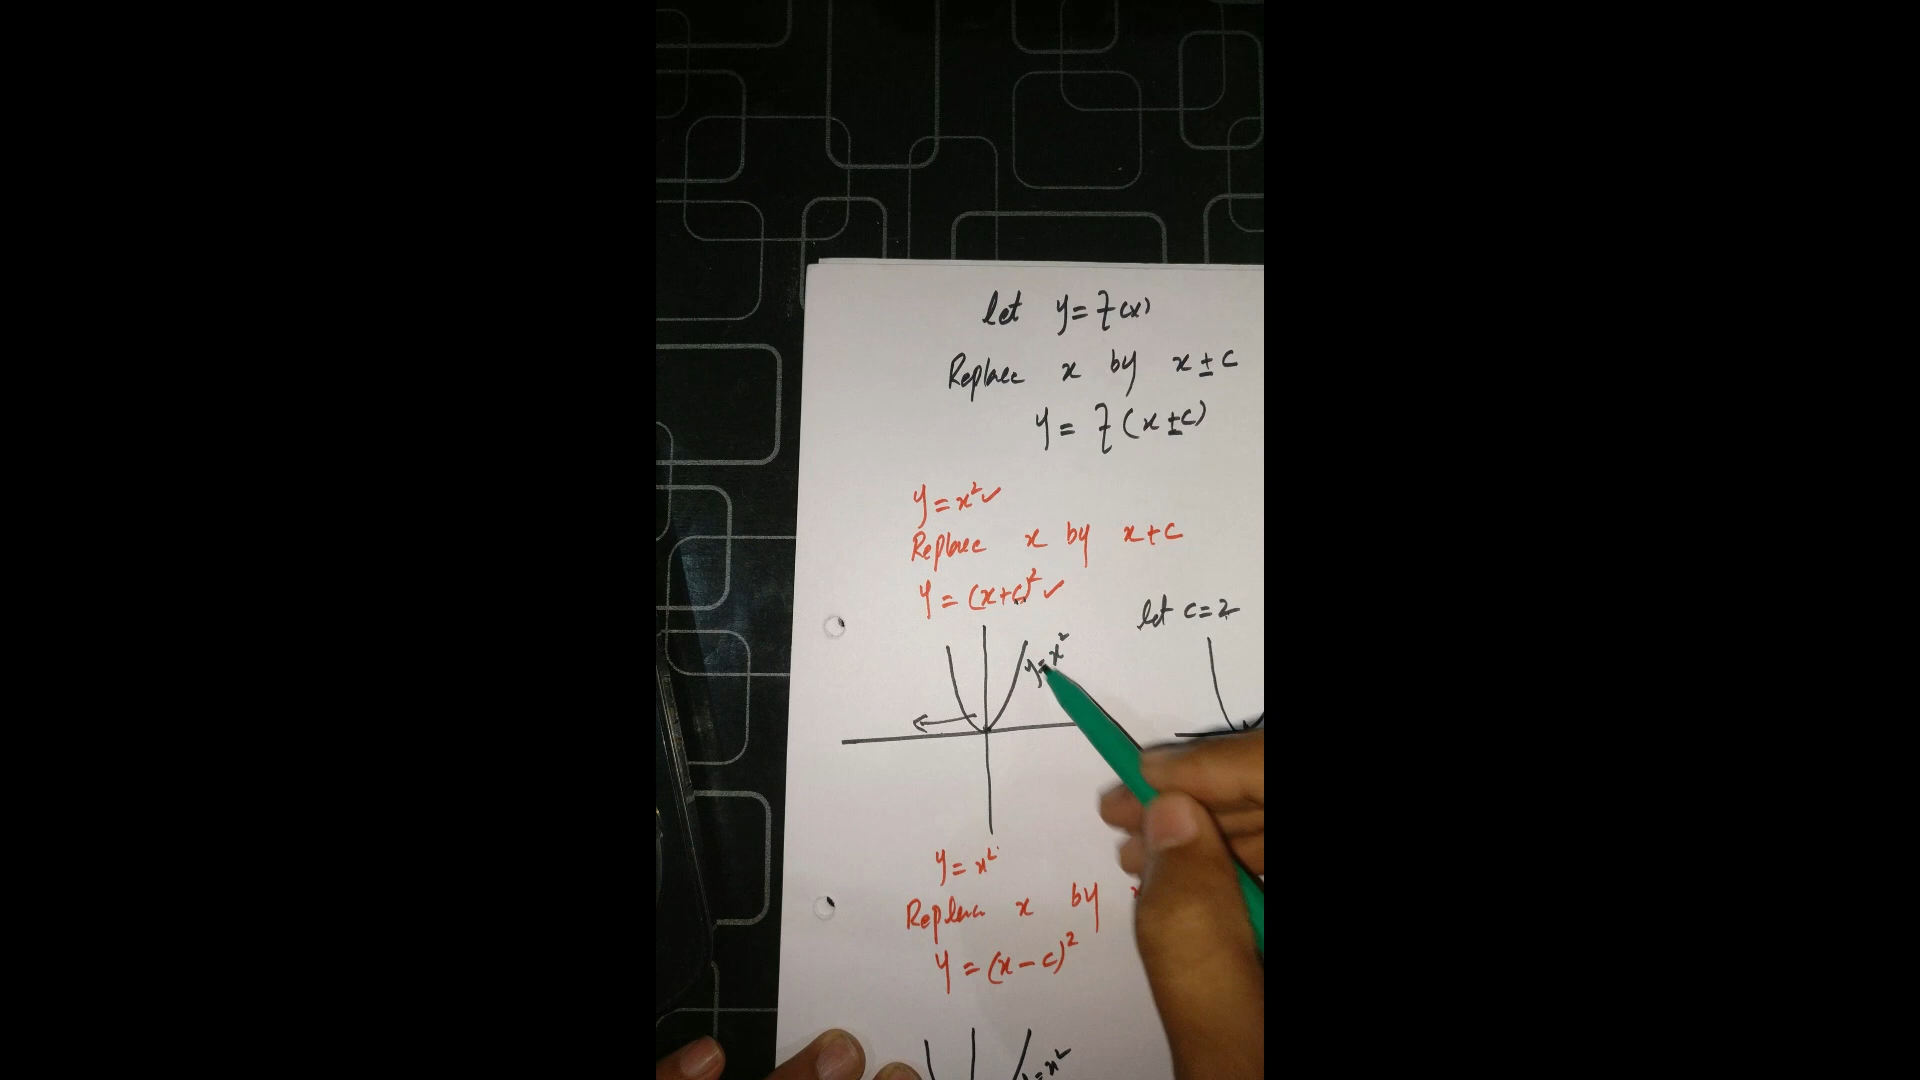 let y = f(x)
Replace x by x ± c
y = f(x ± c)
y = x² ✓
Replace x by x + c
y = (x + c)² ✓
let c = 2
y = x²
y = x²
Replace x by
y = (x - c)²
= x²